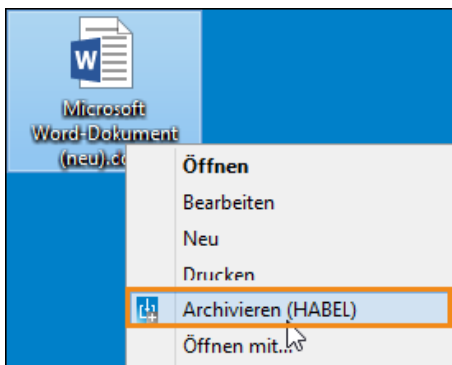 W
Microsoft
Word-Dokument
(neu).
Öffnen
Bearbeiten
Neu
Drucken
Archivieren (HABEL)
Öffnen mit...